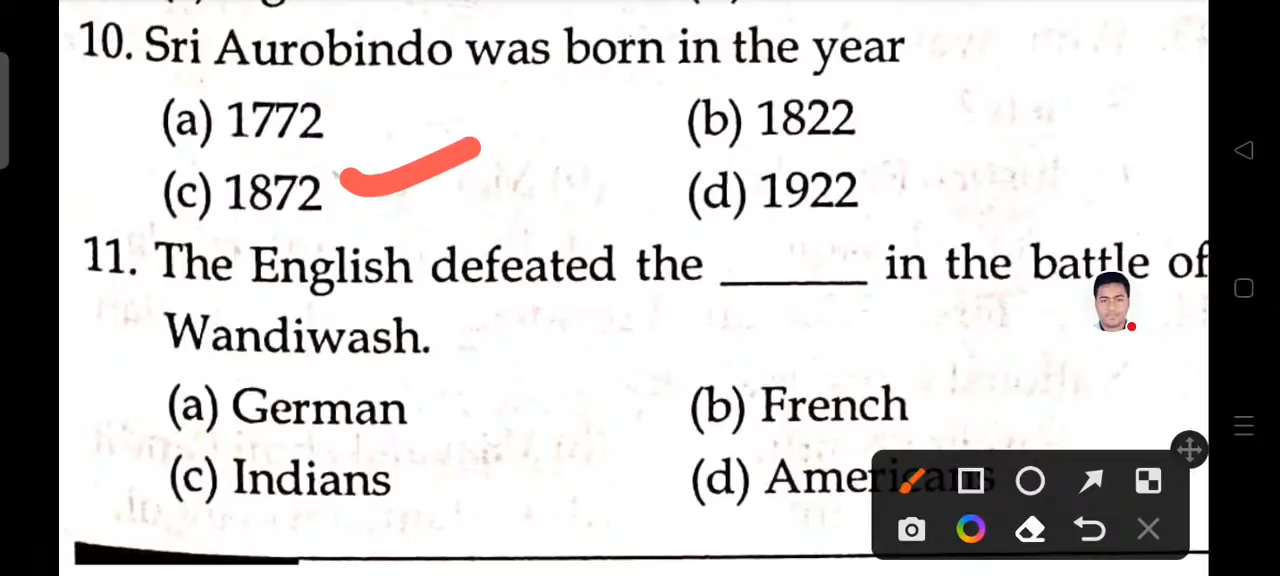 10. Sri Aurobindo was born in the year
(a) 1772 (b) 1822
(c) 1872 (d) 1922
11. The English defeated the ______ in the battle of
Wandiwash.
(a) German (b) French
(c) Indians (d) Americans